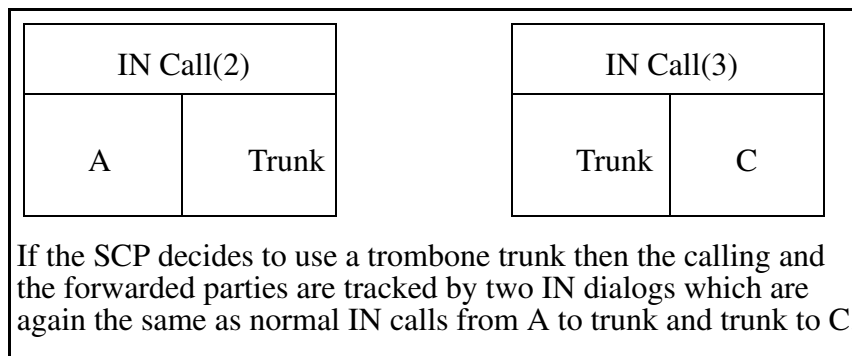 IN Call(2)
IN Call(3)
A
Trunk
Trunk
C
If the SCP decides to use a trombone trunk then the calling and
the forwarded parties are tracked by two IN dialogs which are
again the same as normal IN calls from A to trunk and trunk to C